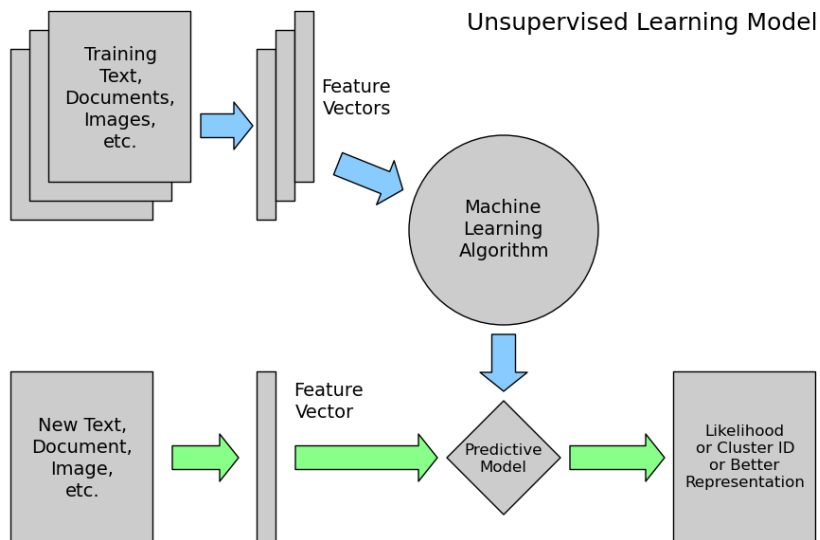 Unsupervised Learning Model
Training
Text,
Documents,
Images,
etc.
Feature
Vectors
Machine
Learning
Algorithm
New Text,
Document,
Image,
etc.
Feature
Vector
Predictive
Model
Likelihood
or Cluster ID
or Better
Representation